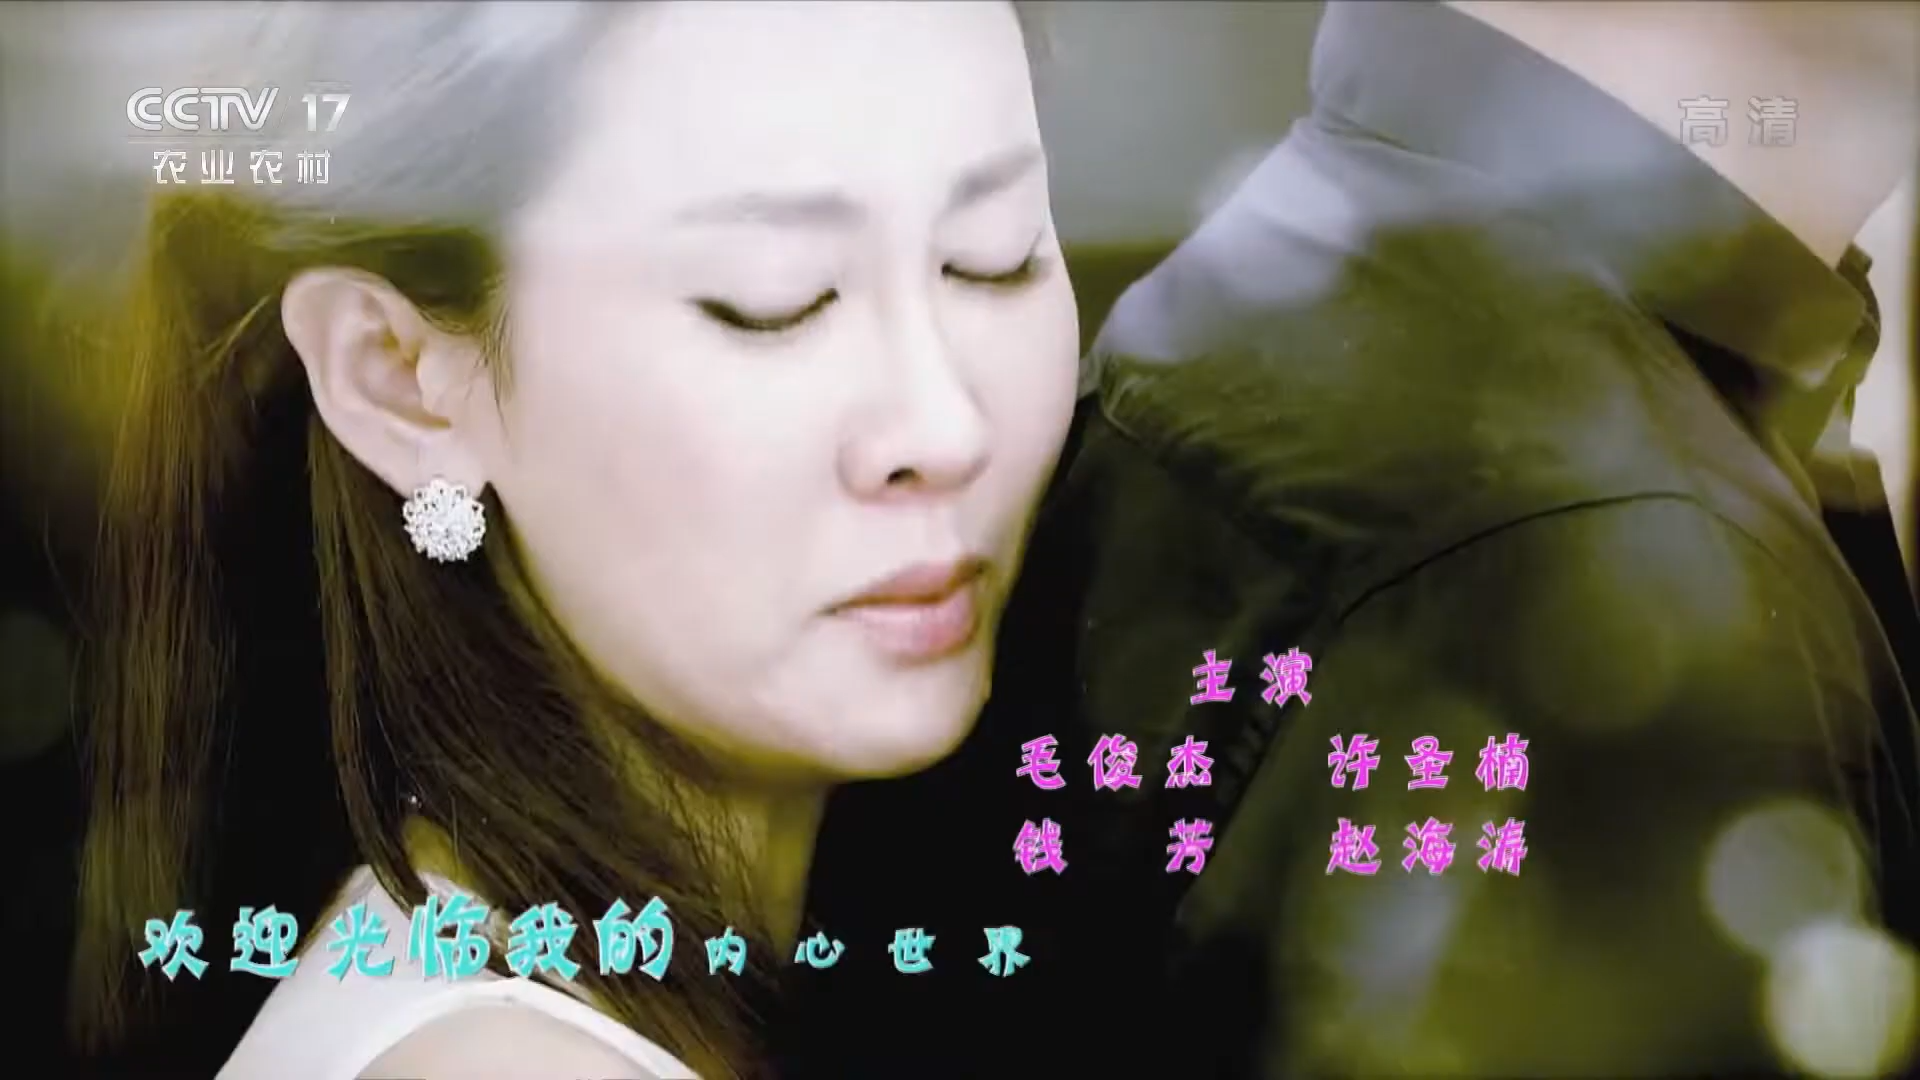 CCTV 17
农业农村
高清
主演
毛俊杰 许圣楠
钱芳 赵海涛
欢迎光临我的内心世界